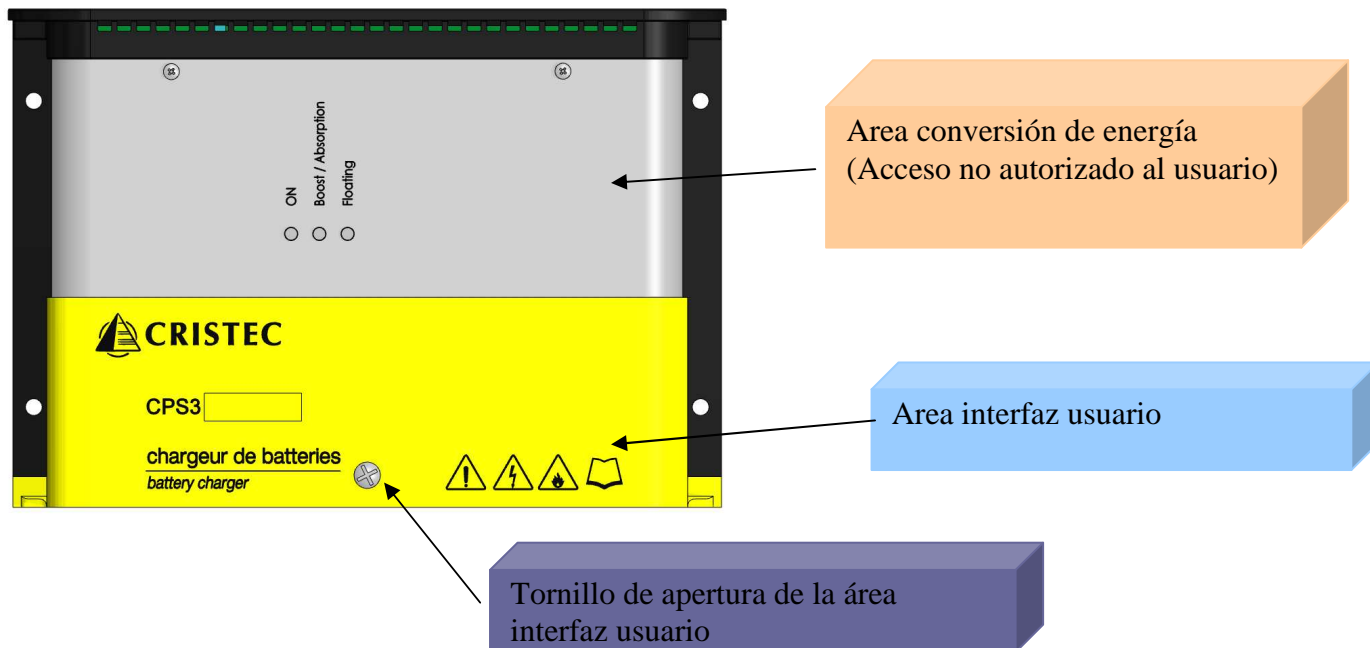 ON
Boost / Absorption
Floating
Area conversión de energía
(Acceso no autorizado al usuario)
CRISTEC
CPS3
Area interfaz usuario
chargeur de batteries
battery charger
Tornillo de apertura de la área
interfaz usuario